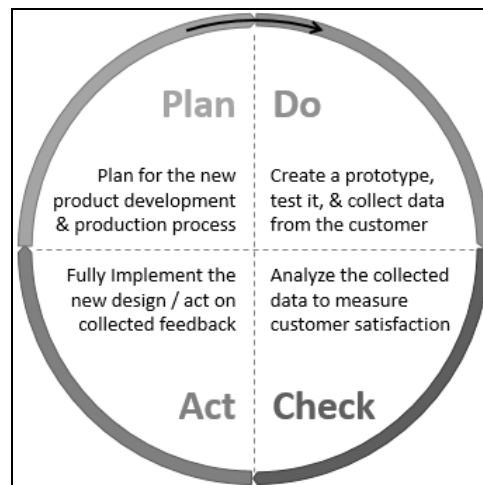 Plan
Do
Plan for the new
product development
& production process
Create a prototype,
test it, & collect data
from the customer
Fully Implement the
new design / act on
collected feedback
Analyze the collected
data to measure
customer satisfaction
Act
Check